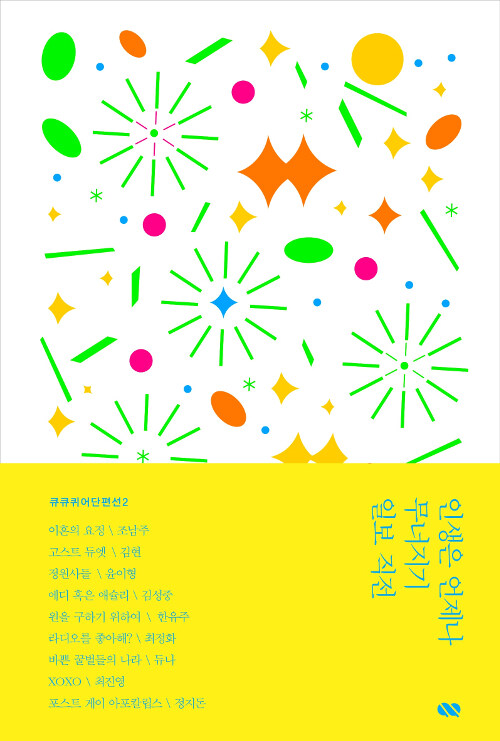 큐큐퀴어단편선2
이혼의 요정 \ 조남주
고스트 듀엣 \ 김현
정원사들 \ 윤이형
에디 혹은 애슐리 \ 김성중
원을 구하기 위하여 \ 한유주
라디오를 좋아해? \ 최정화
바쁜 꿀벌들의 나라 \ 듀나
XOXO \ 최진영
포스트 게이 아포칼립스 \ 정지돈
인생은 언제나
무너지기
일보 직전